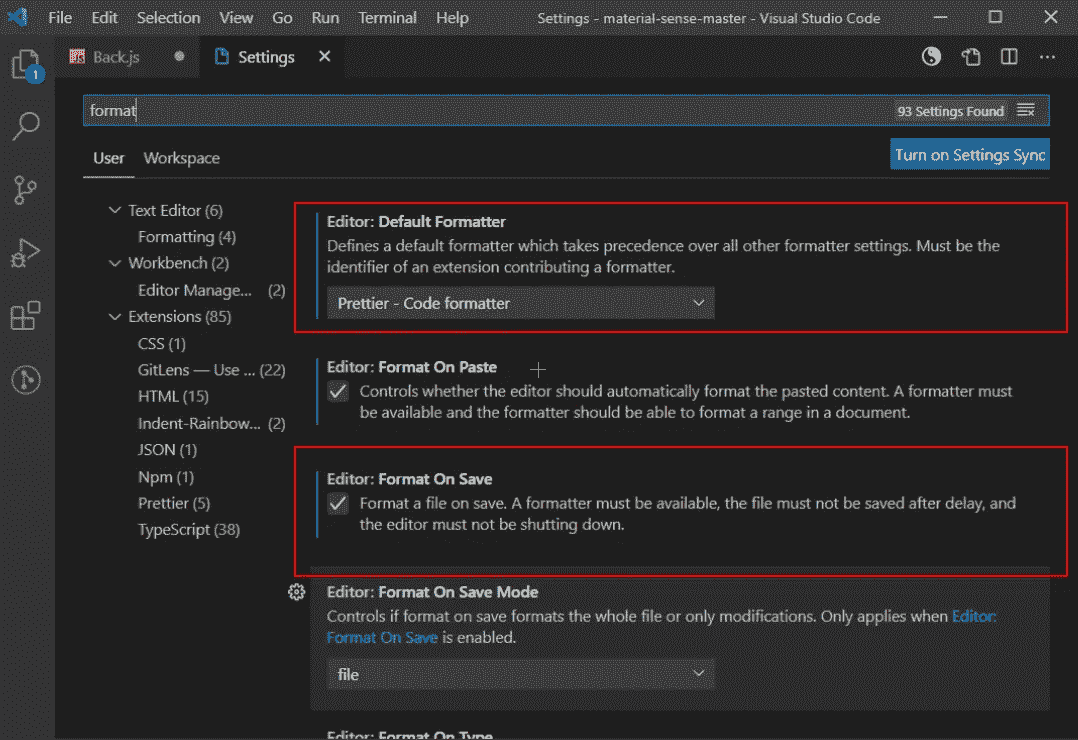 File Edit Selection View Go Run Terminal Help Settings - material-sense-master - Visual Studio Code
Back.js Settings
1
format 93 Settings Found
User Workspace Turn on Settings Sync
Text Editor (6)
Formatting (4)
Workbench (2)
Editor Manage... (2)
Extensions (85)
CSS (1)
GitLens — Use ... (22)
HTML (15)
Indent-Rainbow... (2)
JSON (1)
Npm (1)
Prettier (5)
TypeScript (38)
Editor: Default Formatter
Defines a default formatter which takes precedence over all other formatter settings. Must be the
identifier of an extension contributing a formatter.
Prettier - Code formatter
Editor: Format On Paste
Controls whether the editor should automatically format the pasted content. A formatter must
be available and the formatter should be able to format a range in a document.
Editor: Format On Save
Format a file on save. A formatter must be available, the file must not be saved after delay, and
the editor must not be shutting down.
Editor: Format On Save Mode
Controls if format on save formats the whole file or only modifications. Only applies when Editor:
Format On Save is enabled.
file
Editor: Format On Type